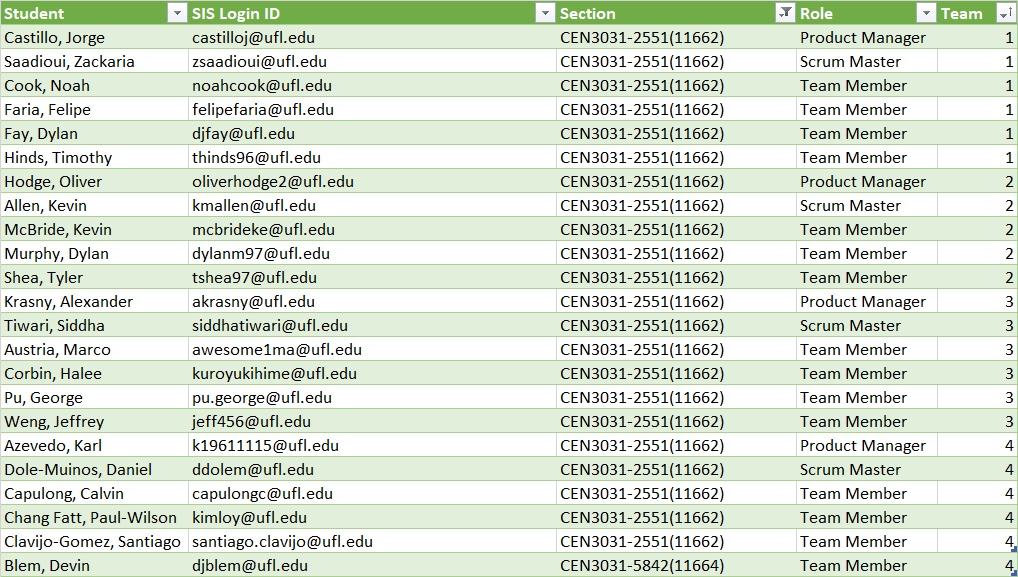 Student SIS Login ID Section Role Team
Castillo, Jorge castilloj@ufl.edu CEN3031-2551(11662) Product Manager 1
Saadioui, Zackaria zsaadioui@ufl.edu CEN3031-2551(11662) Scrum Master 1
Cook, Noah noahcook@ufl.edu CEN3031-2551(11662) Team Member 1
Faria, Felipe felipefaria@ufl.edu CEN3031-2551(11662) Team Member 1
Fay, Dylan djfay@ufl.edu CEN3031-2551(11662) Team Member 1
Hinds, Timothy thinds96@ufl.edu CEN3031-2551(11662) Team Member 1
Hodge, Oliver oliverhodge2@ufl.edu CEN3031-2551(11662) Product Manager 2
Allen, Kevin kmallen@ufl.edu CEN3031-2551(11662) Scrum Master 2
McBride, Kevin mcbrideke@ufl.edu CEN3031-2551(11662) Team Member 2
Murphy, Dylan dylanm97@ufl.edu CEN3031-2551(11662) Team Member 2
Shea, Tyler tshea97@ufl.edu CEN3031-2551(11662) Team Member 2
Krasny, Alexander akrasny@ufl.edu CEN3031-2551(11662) Product Manager 3
Tiwari, Siddha siddhatiwari@ufl.edu CEN3031-2551(11662) Scrum Master 3
Austria, Marco awesome1ma@ufl.edu CEN3031-2551(11662) Team Member 3
Corbin, Halee kuroyukihime@ufl.edu CEN3031-2551(11662) Team Member 3
Pu, George pu.george@ufl.edu CEN3031-2551(11662) Team Member 3
Weng, Jeffrey jeff456@ufl.edu CEN3031-2551(11662) Team Member 3
Azevedo, Karl k19611115@ufl.edu CEN3031-2551(11662) Product Manager 4
Dole-Muinos, Daniel ddolem@ufl.edu CEN3031-2551(11662) Scrum Master 4
Capulong, Calvin capulongc@ufl.edu CEN3031-2551(11662) Team Member 4
Chang Fatt, Paul-Wilson kimloy@ufl.edu CEN3031-2551(11662) Team Member 4
Clavijo-Gomez, Santiago santiago.clavijo@ufl.edu CEN3031-2551(11662) Team Member 4
Blem, Devin djblem@ufl.edu CEN3031-5842(11664) Team Member 4